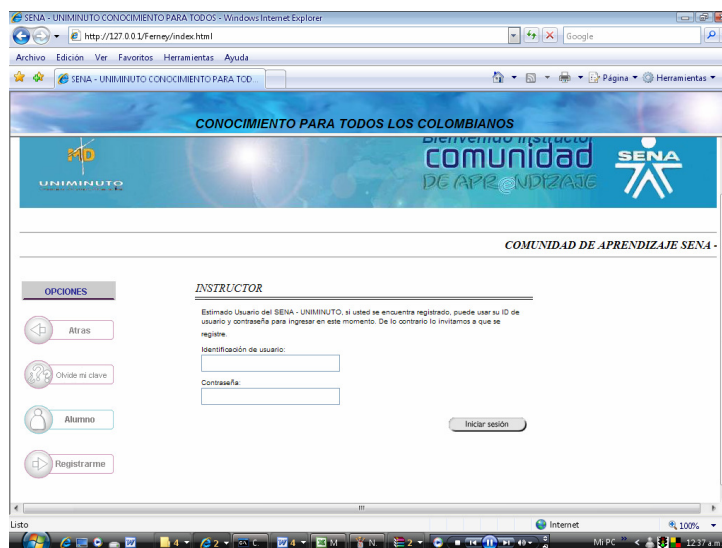 SENA - UNIMINUTO CONOCIMIENTO PARA TODOS - Windows Internet Explorer
http://127.0.0.1/Ferney/index.html
Google
Archivo Edición Ver Favoritos Herramientas Ayuda
SENA - UNIMINUTO CONOCIMIENTO PARA TOD...
Página Herramientas
CONOCIMIENTO PARA TODOS LOS COLOMBIANOS
Bienvenido Instructor
comunidad
DE APRENDIZAJE
SENA
UNIMINUTO
COMUNIDAD DE APRENDIZAJE SENA -
OPCIONES
INSTRUCTOR
Estimado Usuario del SENA - UNIMINUTO, si usted se encuentra registrado, puede usar su ID de
usuario y contraseña para ingresar en este momento. De lo contrario lo invitamos a que se
registre.
Atras
Identificación de usuario:
Olvide mi clave
Contraseña:
Alumno
Iniciar sesión
Registrarme
Listo
Internet
100%
4 2 C. 4 M N. 2
Mi PC
12:37 a.m.